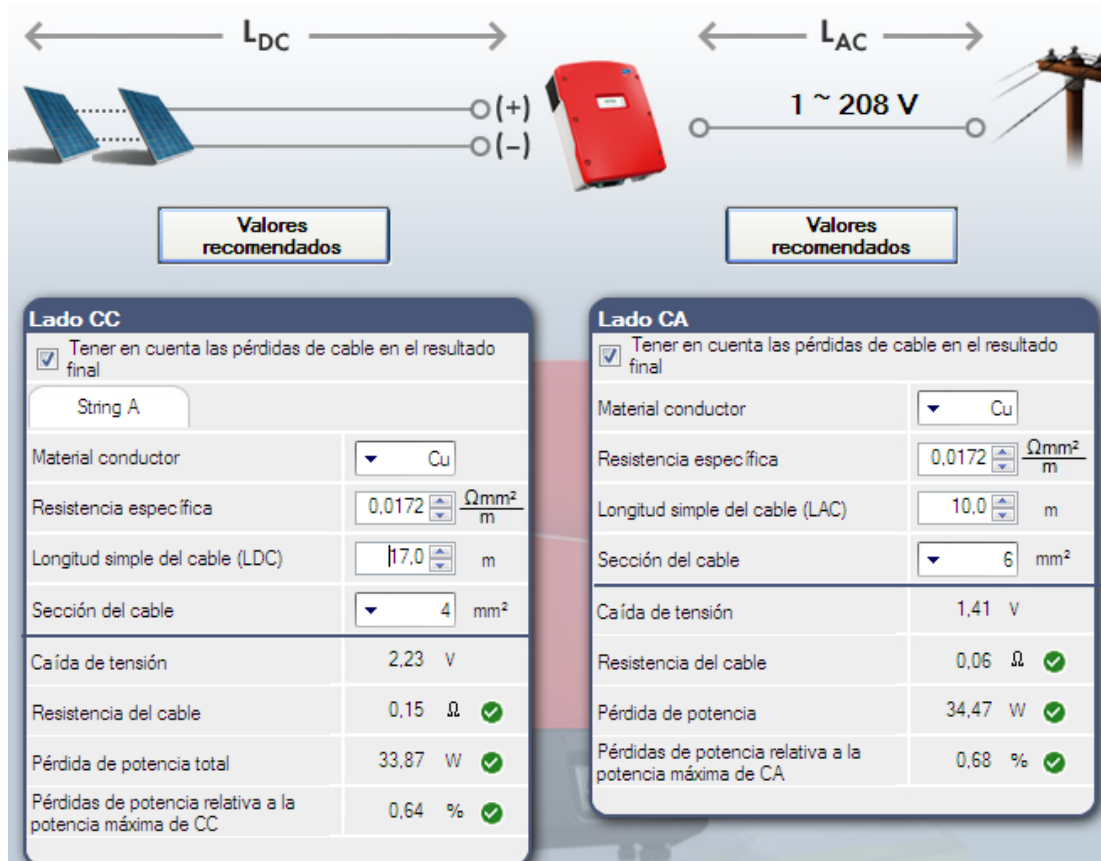 L_DC
L_AC
(+)
(−)
1 ~ 208 V
Valores
recomendados
Valores
recomendados
Lado CC
Tener en cuenta las pérdidas de cable en el resultado
final
String A
Material conductor Cu
Resistencia específica 0,0172 Ωmm²/m
Longitud simple del cable (LDC) 17,0 m
Sección del cable 4 mm²
Caída de tensión 2,23 V
Resistencia del cable 0,15 Ω
Pérdida de potencia total 33,87 W
Pérdidas de potencia relativa a la
potencia máxima de CC 0,64 %
Lado CA
Tener en cuenta las pérdidas de cable en el resultado
final
Material conductor Cu
Resistencia específica 0,0172 Ωmm²/m
Longitud simple del cable (LAC) 10,0 m
Sección del cable 6 mm²
Caída de tensión 1,41 V
Resistencia del cable 0,06 Ω
Pérdida de potencia 34,47 W
Pérdidas de potencia relativa a la
potencia máxima de CA 0,68 %